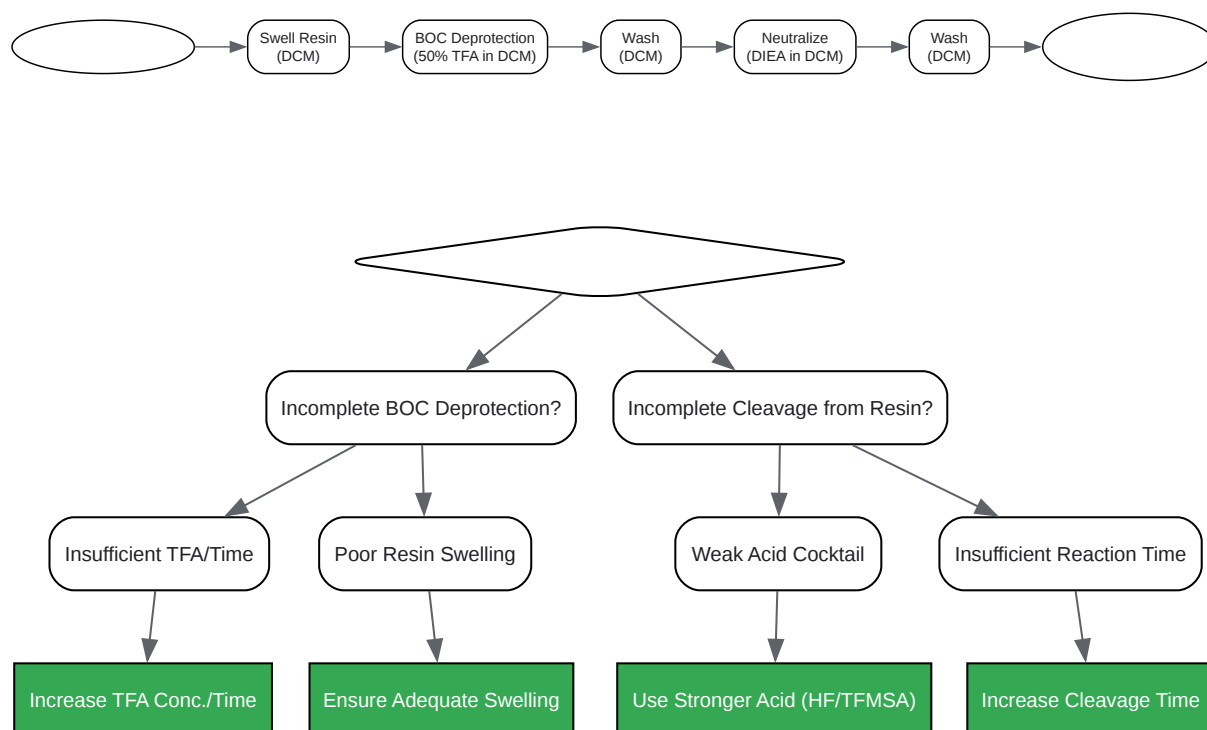 Swell Resin
(DCM)
BOC Deprotection
(50% TFA in DCM)
Wash
(DCM)
Neutralize
(DIEA in DCM)
Wash
(DCM)
Incomplete BOC Deprotection?
Incomplete Cleavage from Resin?
Insufficient TFA/Time
Poor Resin Swelling
Weak Acid Cocktail
Insufficient Reaction Time
Increase TFA Conc./Time
Ensure Adequate Swelling
Use Stronger Acid (HF/TFMSA)
Increase Cleavage Time